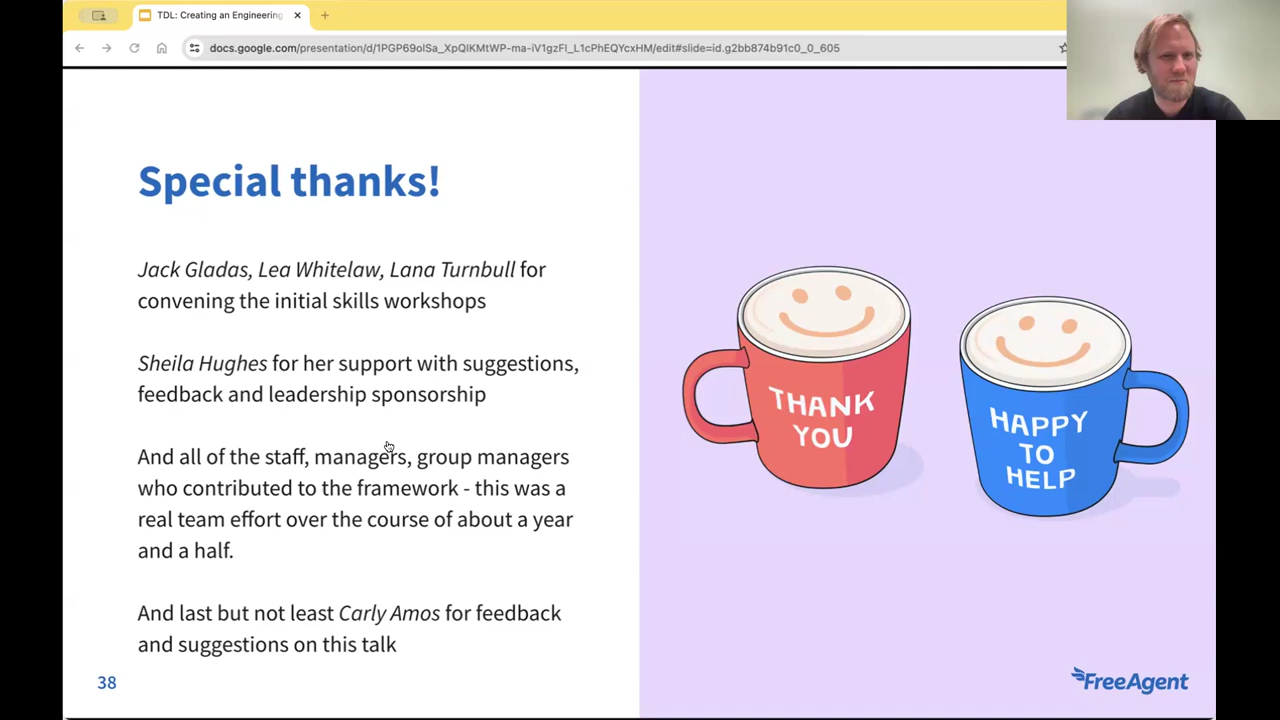 TDL: Creating an Engineering
docs.google.com/presentation/d/1PGP69olSa_XpQlKMtWP-ma-iV1gzFl_L1cPhEQYcxHM/edit#slide=id.g2bb874b91c0_0_605
Special thanks!
Jack Gladas, Lea Whitelaw, Lana Turnbull for
convening the initial skills workshops
Sheila Hughes for her support with suggestions,
feedback and leadership sponsorship
And all of the staff, managers, group managers
who contributed to the framework - this was a
real team effort over the course of about a year
and a half.
And last but not least Carly Amos for feedback
and suggestions on this talk
THANK
YOU
HAPPY
TO
HELP
38
FreeAgent